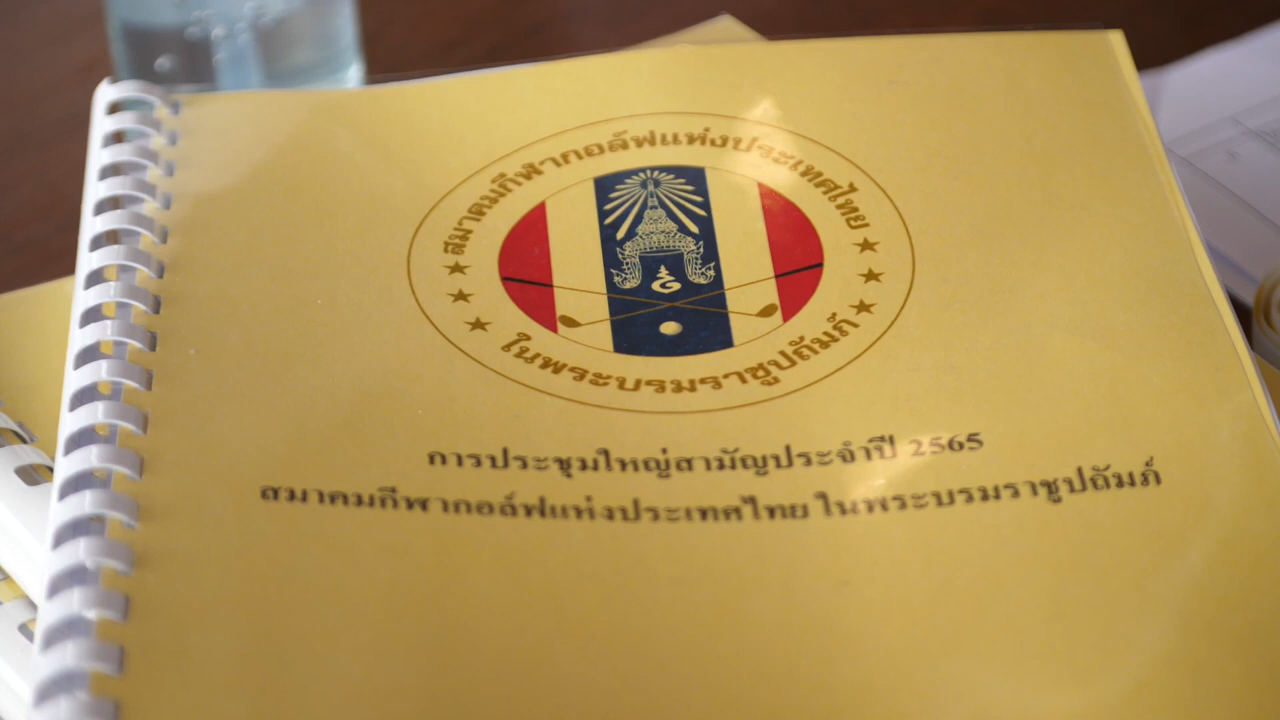 สมาคมกีฬากอล์ฟแห่งประเทศไทย
ในพระบรมราชูปถัมภ์
การประชุมใหญ่สามัญประจำปี 2565
สมาคมกีฬากอล์ฟแห่งประเทศไทย ในพระบรมราชูปถัมภ์